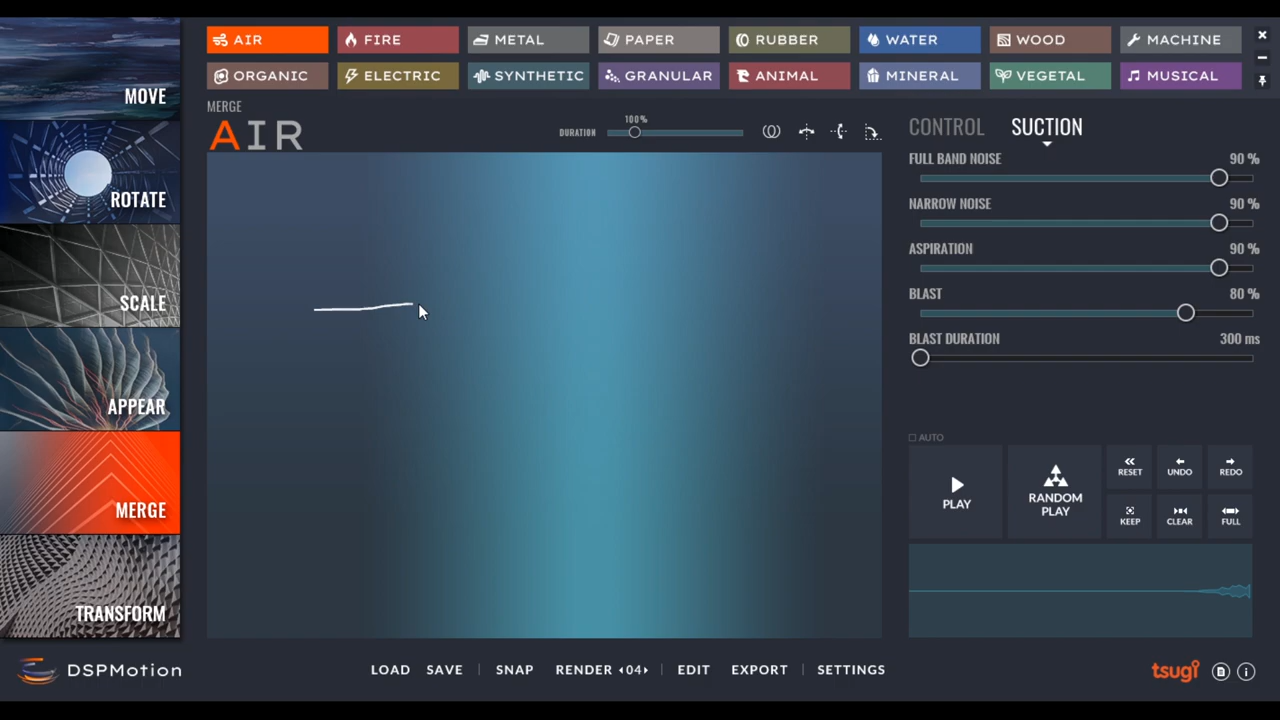 AIR
FIRE
METAL
PAPER
RUBBER
WATER
WOOD
MACHINE
ORGANIC
ELECTRIC
SYNTHETIC
GRANULAR
ANIMAL
MINERAL
VEGETAL
MUSICAL
MOVE
ROTATE
SCALE
APPEAR
MERGE
TRANSFORM
MERGE
AIR
DURATION
100%
CONTROL SUCTION
FULL BAND NOISE 90 %
NARROW NOISE 90 %
ASPIRATION 90 %
BLAST 80 %
BLAST DURATION 300 ms
AUTO
PLAY
RANDOM
PLAY
RESET
UNDO
REDO
KEEP
CLEAR
FULL
DSPMotion
LOAD SAVE SNAP RENDER 04 EDIT EXPORT SETTINGS
tsugi